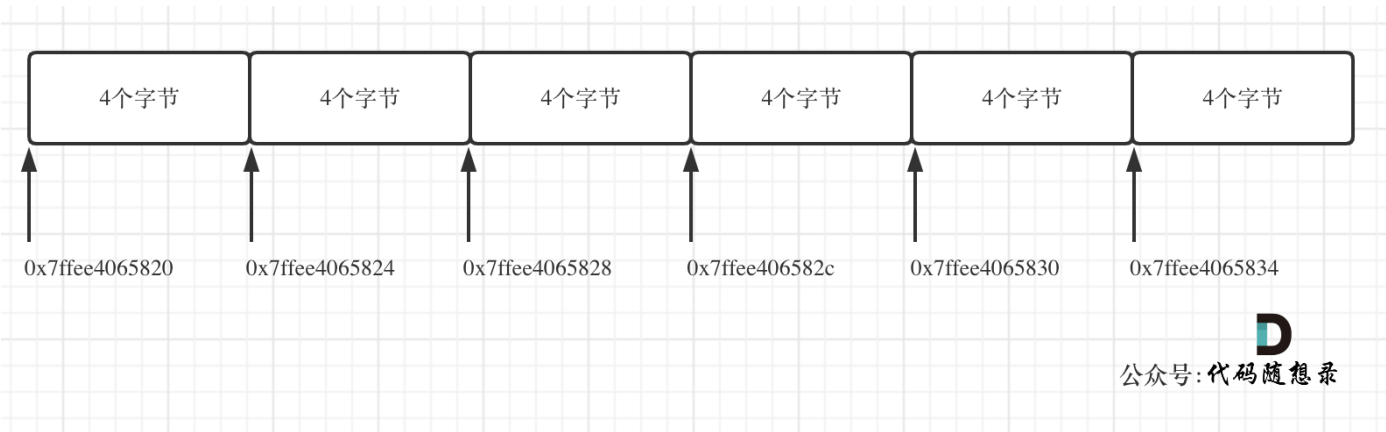 4个字节 4个字节 4个字节 4个字节 4个字节 4个字节
0x7ffee4065820 0x7ffee4065824 0x7ffee4065828 0x7ffee406582c 0x7ffee4065830 0x7ffee4065834
公众号:代码随想录